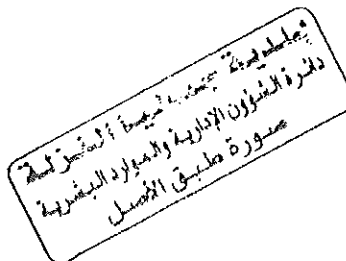 بلدية
دائرة الشؤون الإدارية والموارد البشرية
صورة طبق الأصل